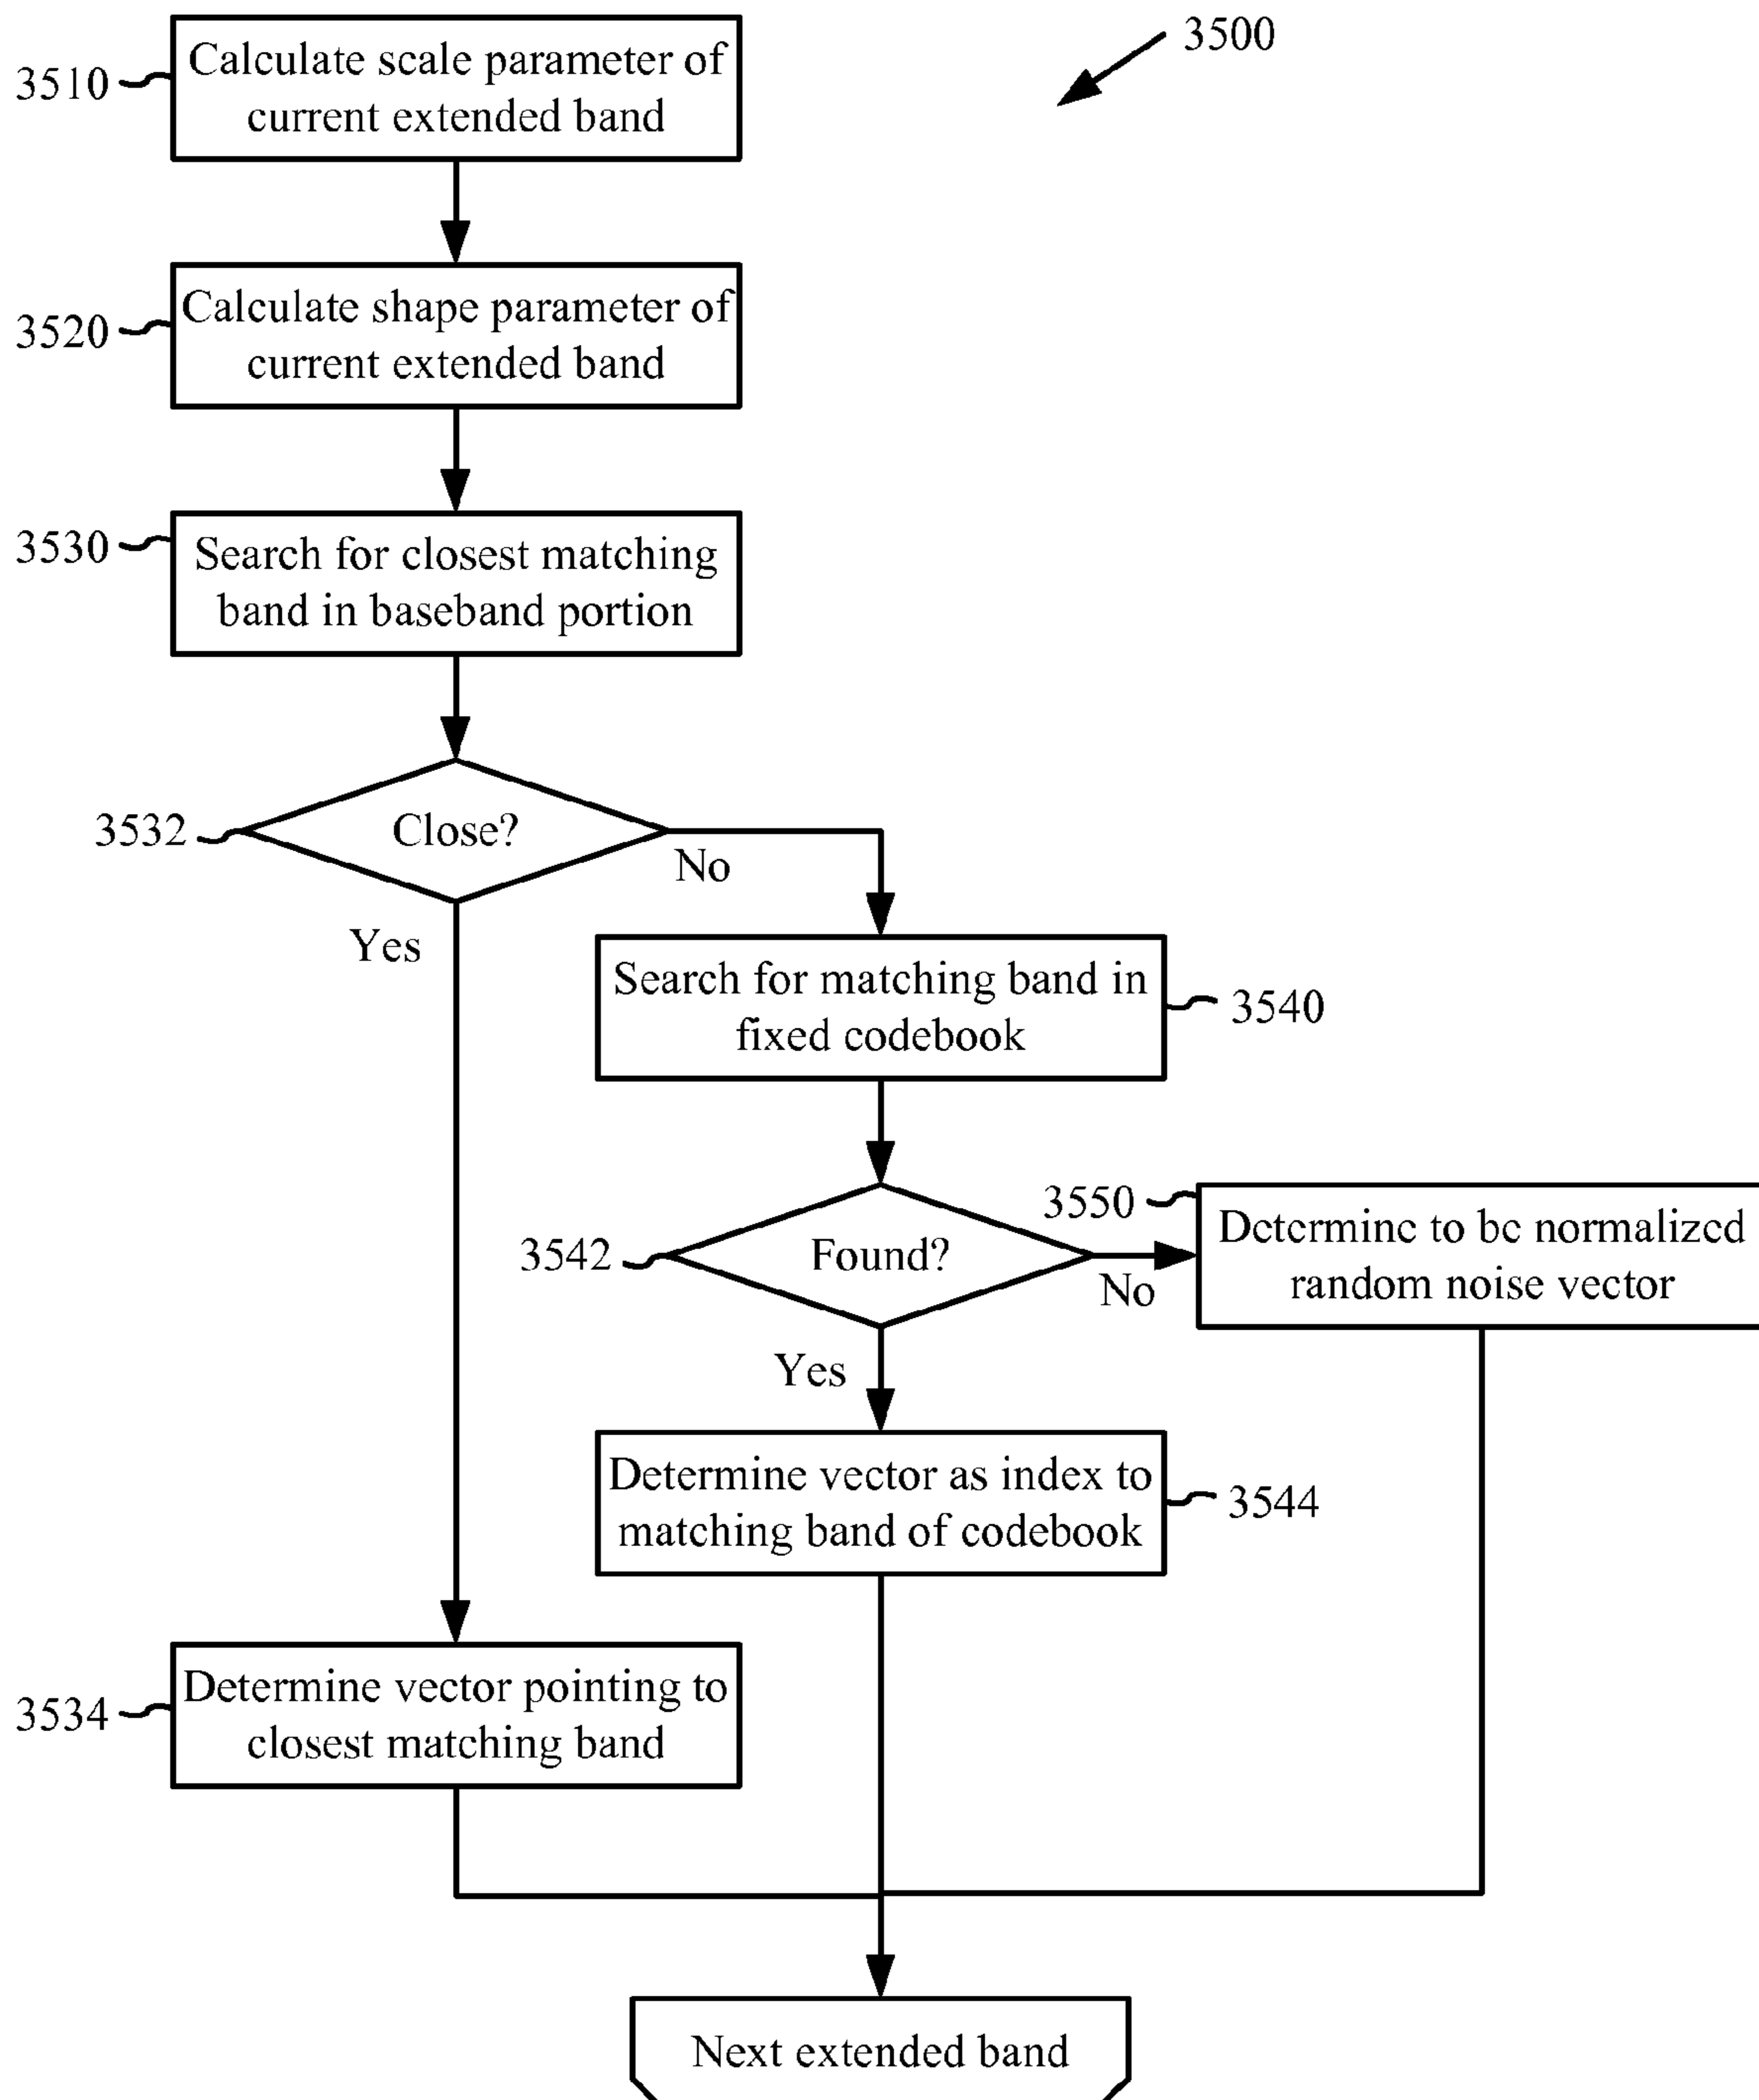 3500
3510
Calculate scale parameter of
current extended band
3520
Calculate shape parameter of
current extended band
3530
Search for closest matching
band in baseband portion
3532
Close?
No
Yes
Search for matching band in
fixed codebook
3540
3542
Found?
No
3550
Determine to be normalized
random noise vector
Yes
Determine vector as index to
matching band of codebook
3544
3534
Determine vector pointing to
closest matching band
Next extended band